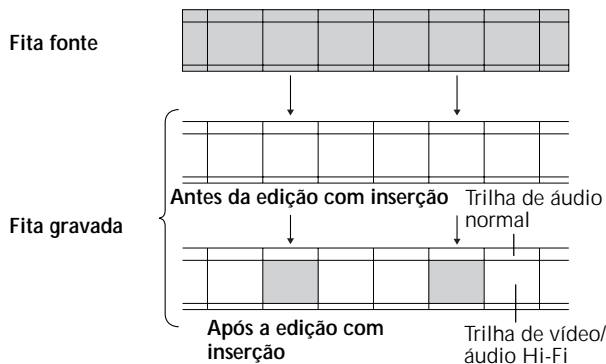 Fita fonte
Antes da edição com inserção
Trilha de áudio
normal
Fita gravada
Após a edição com
inserção
Trilha de vídeo/
áudio Hi-Fi